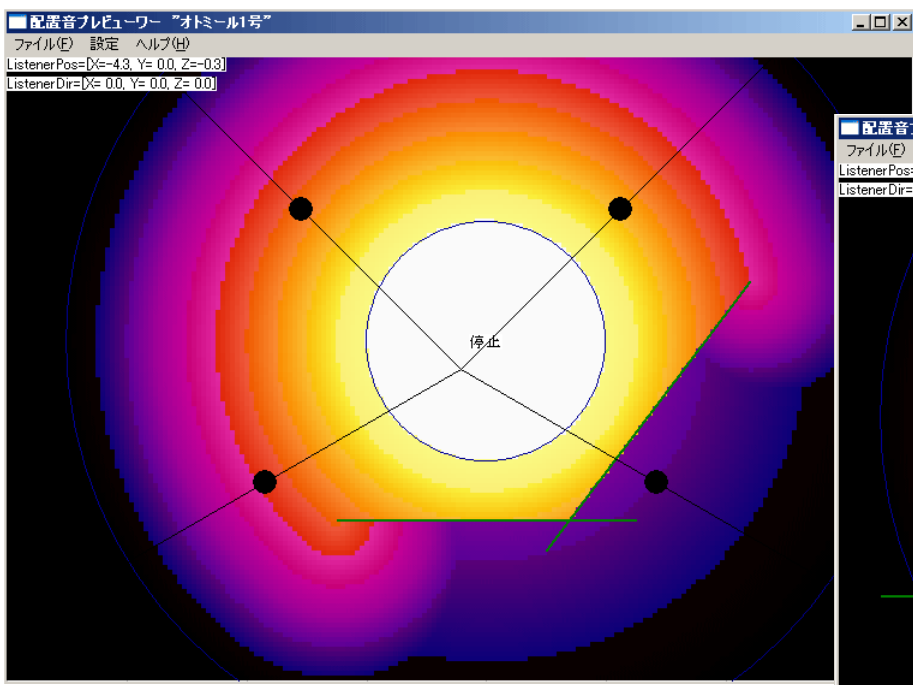 配置音プレビューワー "オトミール1号"
ファイル(F) 設定 ヘルプ(H)
ListenerPos=[X=-4.3, Y= 0.0, Z=-0.3]
ListenerDir=[X= 0.0, Y= 0.0, Z= 0.0]
停止
配置音
ファイル(F)
ListenerPos=
ListenerDir=